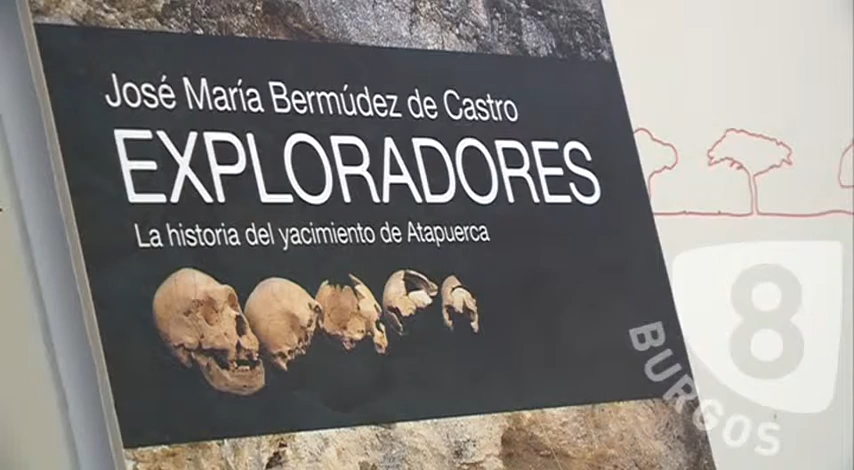 José María Bermúdez de Castro
EXPLORADORES
La historia del yacimiento de Atapuerca
8
BURGOS